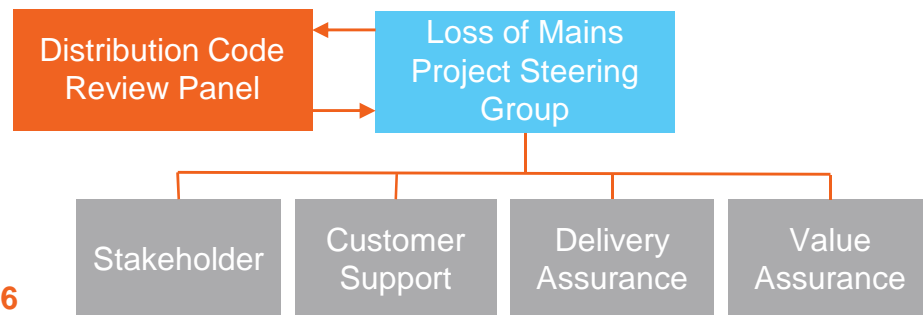 Distribution Code
Review Panel
Loss of Mains
Project Steering
Group
Stakeholder
Customer
Support
Delivery
Assurance
Value
Assurance
6